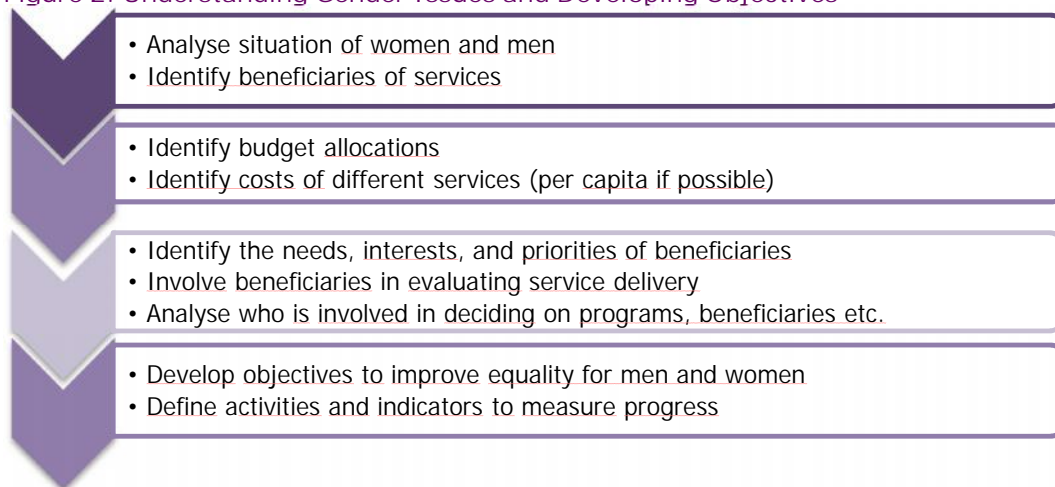 Figure 2: Understanding Gender Issues and Developing Objectives
• Analyse situation of women and men
• Identify beneficiaries of services
• Identify budget allocations
• Identify costs of different services (per capita if possible)
• Identify the needs, interests, and priorities of beneficiaries
• Involve beneficiaries in evaluating service delivery
• Analyse who is involved in deciding on programs, beneficiaries etc.
• Develop objectives to improve equality for men and women
• Define activities and indicators to measure progress